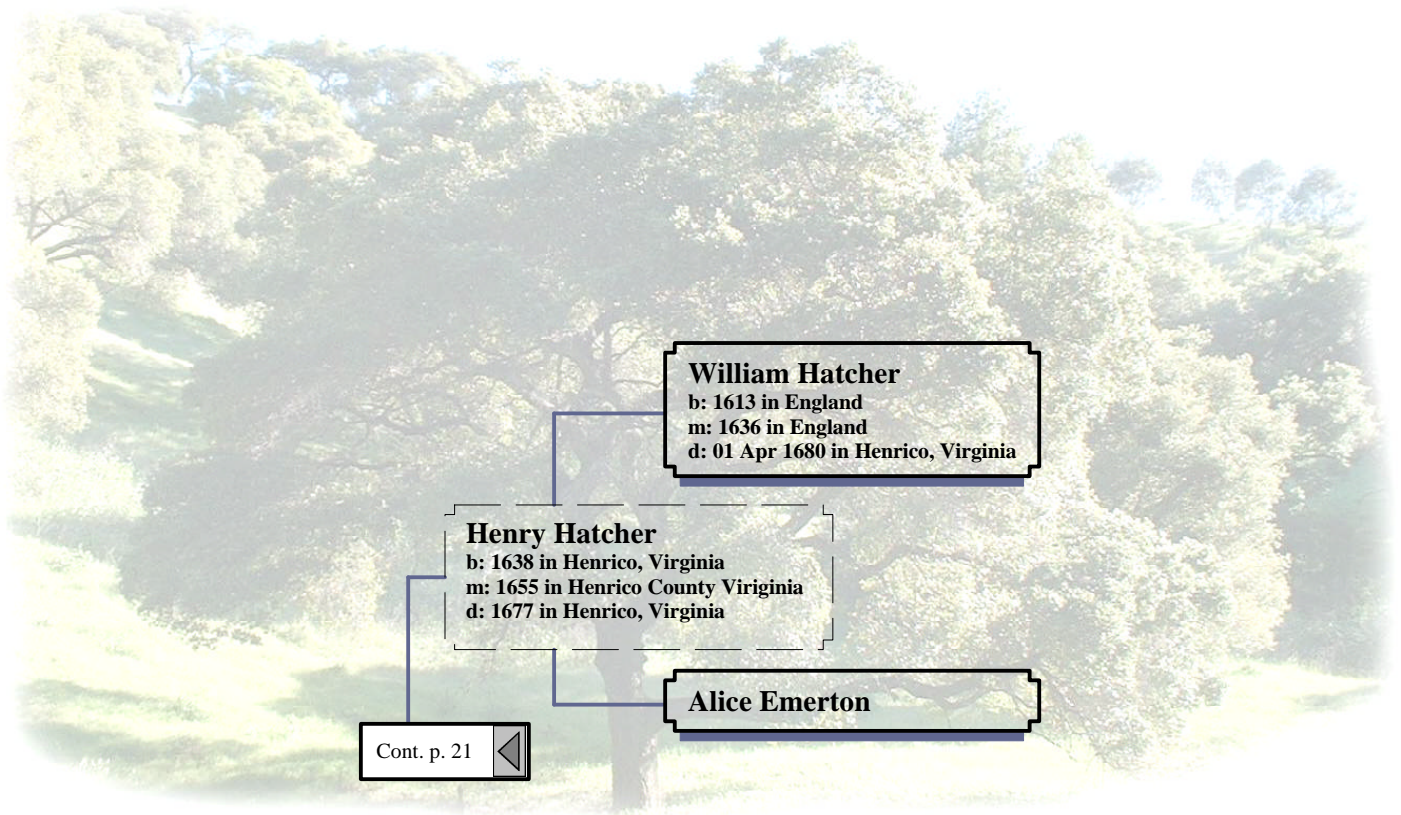 William Hatcher
b: 1613 in England
m: 1636 in England
d: 01 Apr 1680 in Henrico, Virginia
Henry Hatcher
b: 1638 in Henrico, Virginia
m: 1655 in Henrico County Viriginia
d: 1677 in Henrico, Virginia
Alice Emerton
Cont. p. 21